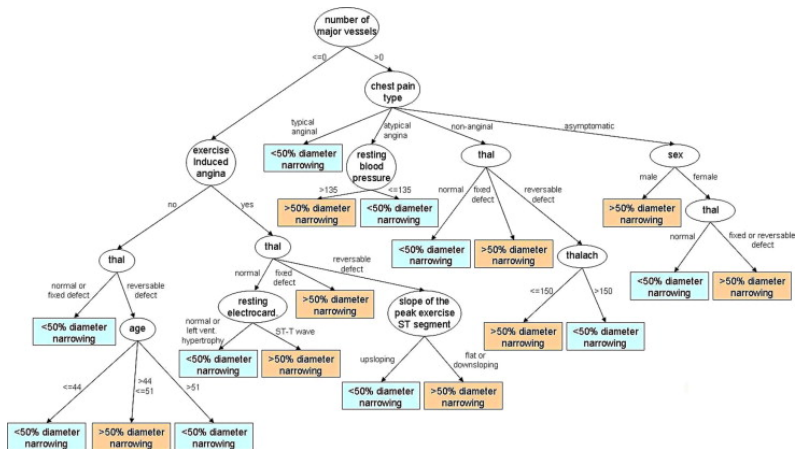 number of
major vessels
<=0
>0
chest pain
type
typical
anginal
atypical
angina
non-anginal
asymptomatic
exercise
Induced
angina
<50% diameter
narrowing
resting
blood
pressure
thal
sex
no
yes
>135
<=135
normal
fixed
defect
reversable
defect
male
female
>50% diameter
narrowing
<50% diameter
narrowing
>50% diameter
narrowing
thal
thal
thal
<50% diameter
narrowing
>50% diameter
narrowing
thalach
normal
fixed or reversable
defect
normal or
fixed defect
reversable
defect
normal
fixed
defect
reversable
defect
<=150
>150
<50% diameter
narrowing
>50% diameter
narrowing
<50% diameter
narrowing
age
resting
electrocard.
>50% diameter
narrowing
slope of the
peak exercise
ST segment
>50% diameter
narrowing
<50% diameter
narrowing
normal or
left vent.
hypertrophy
ST-T wave
<50% diameter
narrowing
>50% diameter
narrowing
upsloping
flat or
downsloping
<=44
>44
<=51
>51
<50% diameter
narrowing
>50% diameter
narrowing
<50% diameter
narrowing
>50% diameter
narrowing
<50% diameter
narrowing